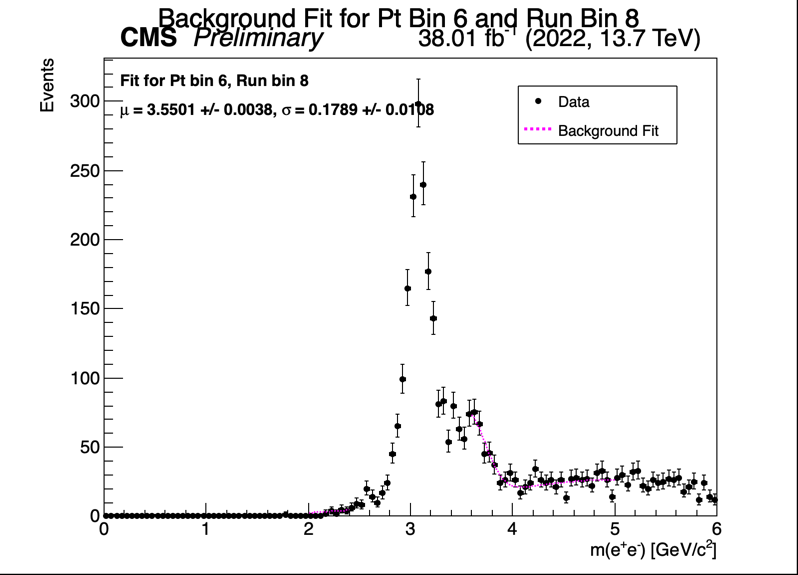 Background Fit for Pt Bin 6 and Run Bin 8
CMS Preliminary 38.01 fb⁻¹ (2022, 13.7 TeV)
Events
Fit for Pt bin 6, Run bin 8
μ = 3.5501 +/- 0.0038, σ = 0.1789 +/- 0.0108
Data
Background Fit
300
250
200
150
100
50
0
0 1 2 3 4 5 6
m(e⁺e⁻) [GeV/c²]